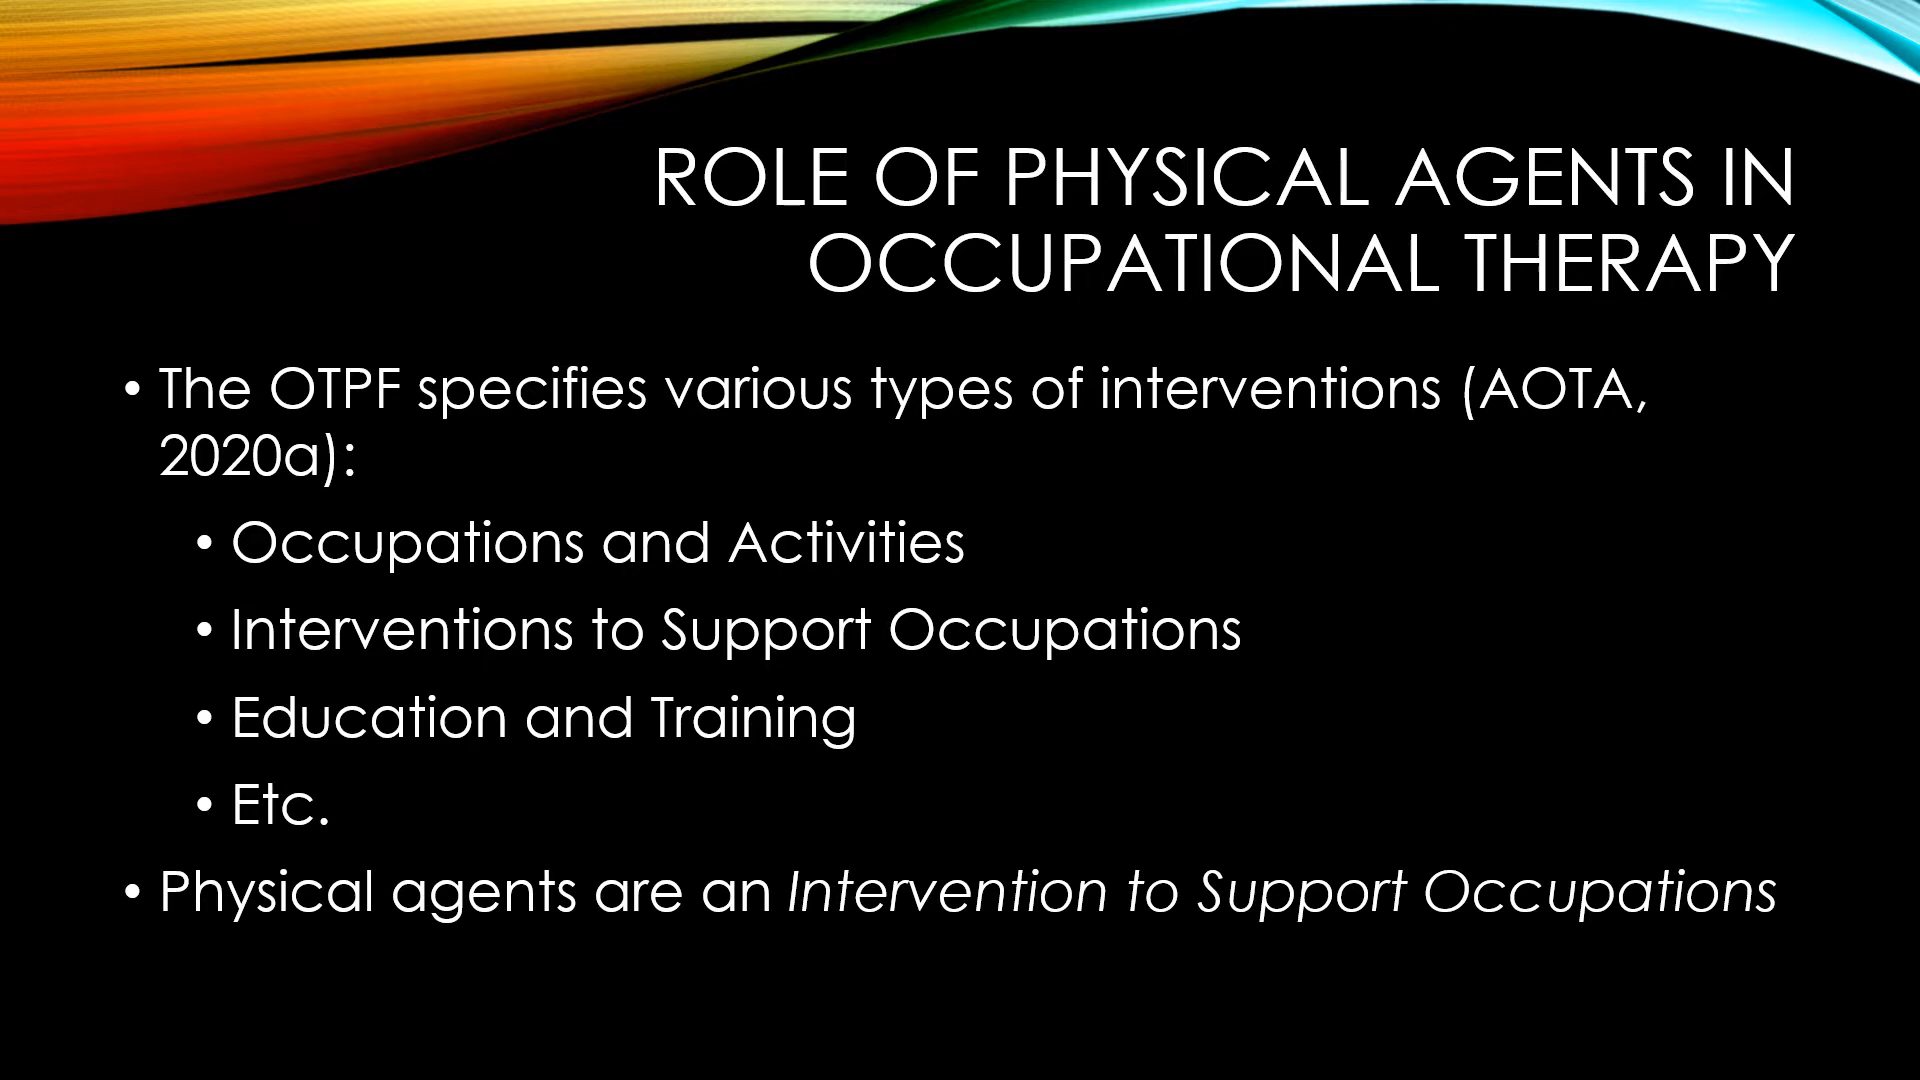 ROLE OF PHYSICAL AGENTS IN
OCCUPATIONAL THERAPY
• The OTPF specifies various types of interventions (AOTA,
2020a):
• Occupations and Activities
• Interventions to Support Occupations
• Education and Training
• Etc.
• Physical agents are an Intervention to Support Occupations